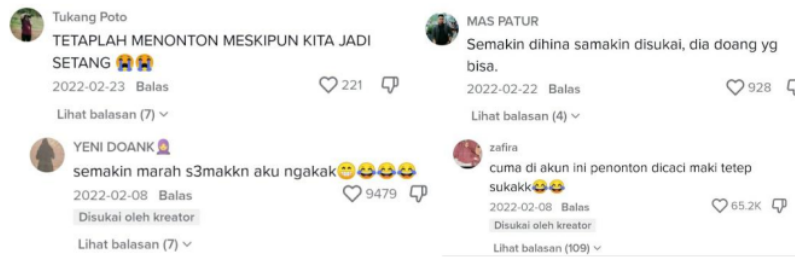 Tukang Poto
TETAPLAH MENONTON MESKIPUN KITA JADI
SETANG 😭😭
2022-02-23 Balas
221
Lihat balasan (7)
YENI DOANK🧕
semakin marah s3makkn aku ngakak😁😂😂😂
2022-02-08 Balas
9479
Disukai oleh kreator
Lihat balasan (7)
MAS PATUR
Semakin dihina samakin disukai, dia doang yg
bisa.
2022-02-22 Balas
928
Lihat balasan (4)
zafira
cuma di akun ini penonton dicaci maki tetep
sukakk😂😂
2022-02-08 Balas
65.2K
Disukai oleh kreator
Lihat balasan (109)